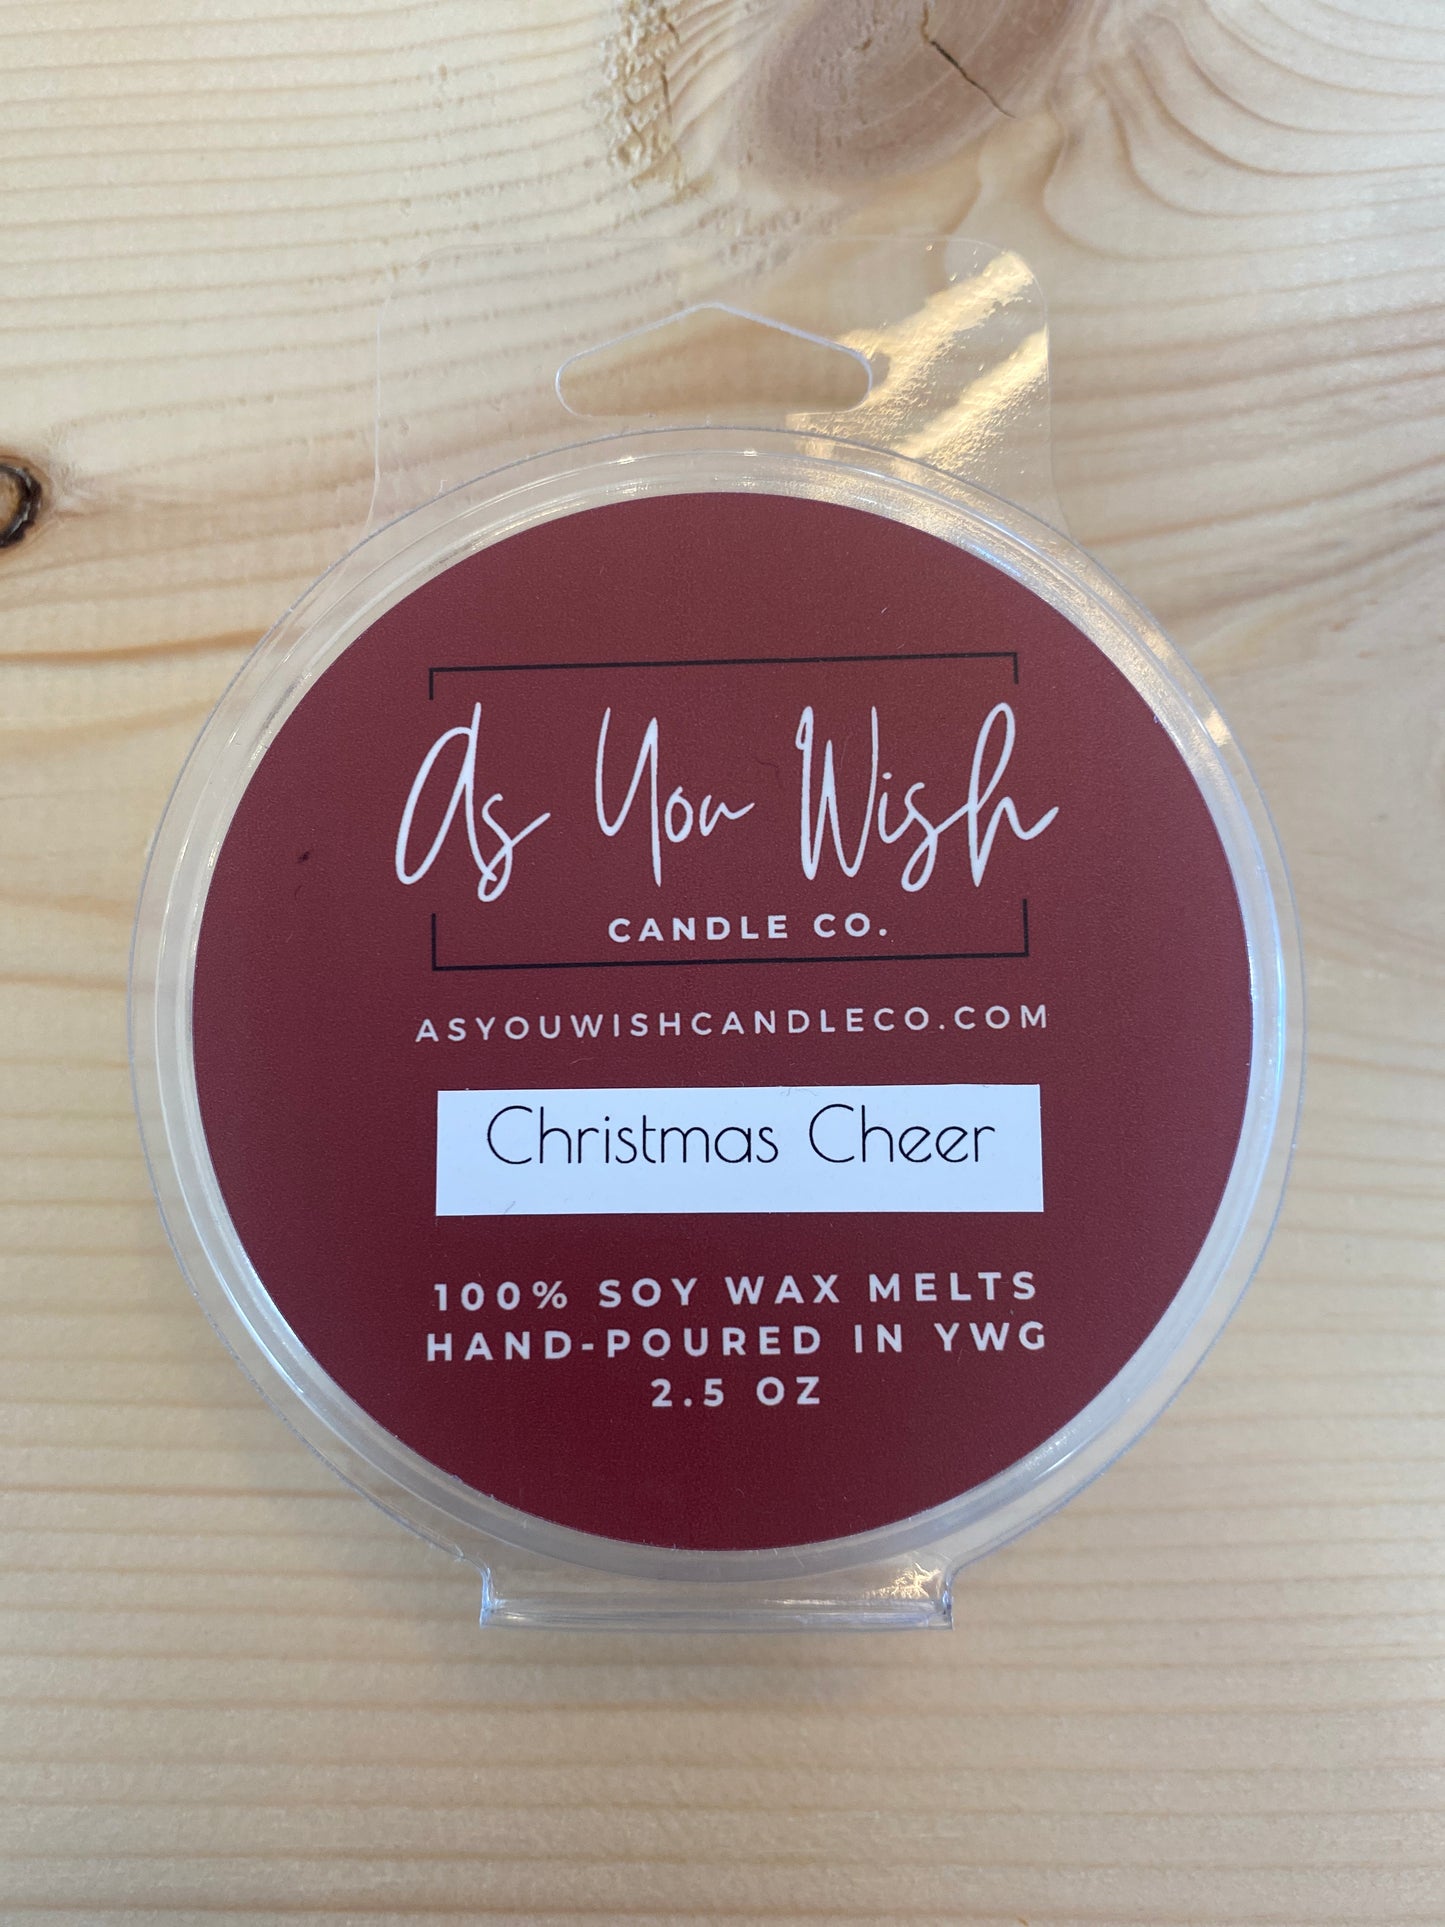 As You Wish
CANDLE CO.
ASYOUWISHCANDLECO.COM
Christmas Cheer
100% SOY WAX MELTS
HAND-POURED IN YWG
2.5 OZ